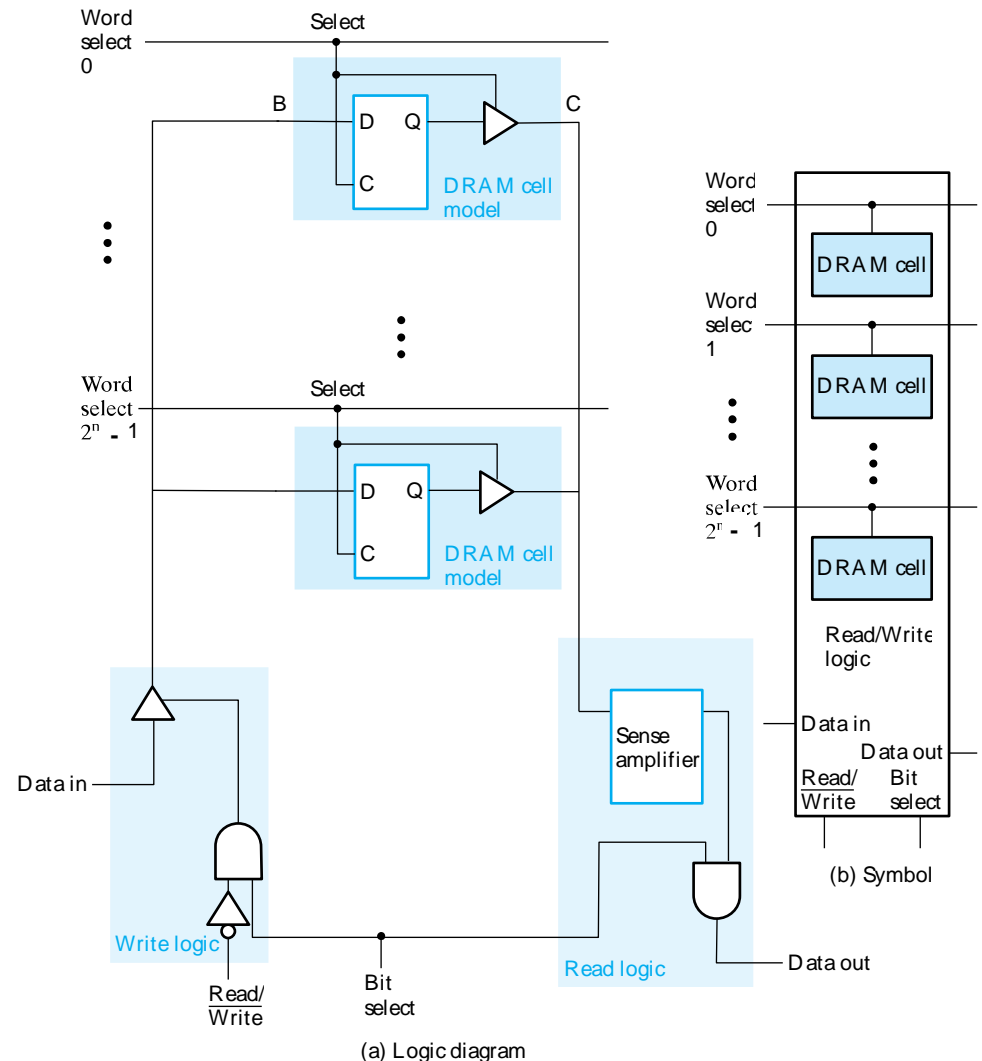 Word
select
0
Select
B
C
D
Q
C
DRAM cell
model
Word
select
2ⁿ - 1
Select
D
Q
C
DRAM cell
model
Data in
Write logic
Read/
Write
Bit
select
Sense
amplifier
Read logic
Data out
(a) Logic diagram
Word
select
0
DRAM cell
Word
select
1
DRAM cell
Word
select
2ⁿ - 1
DRAM cell
Read/Write
logic
Data in
Data out
Read/
Write
Bit
select
(b) Symbol